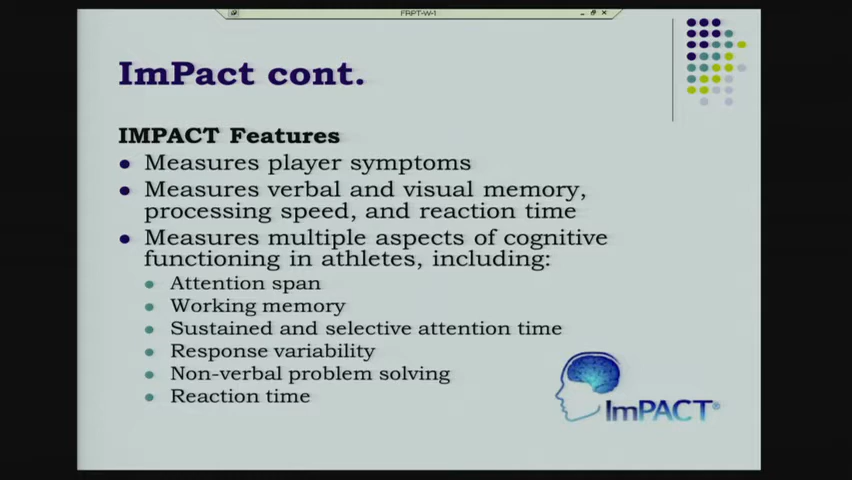 FRPT-W-1
ImPact cont.
IMPACT Features
Measures player symptoms
Measures verbal and visual memory,
processing speed, and reaction time
Measures multiple aspects of cognitive
functioning in athletes, including:
Attention span
Working memory
Sustained and selective attention time
Response variability
Non-verbal problem solving
Reaction time
ImPACT®